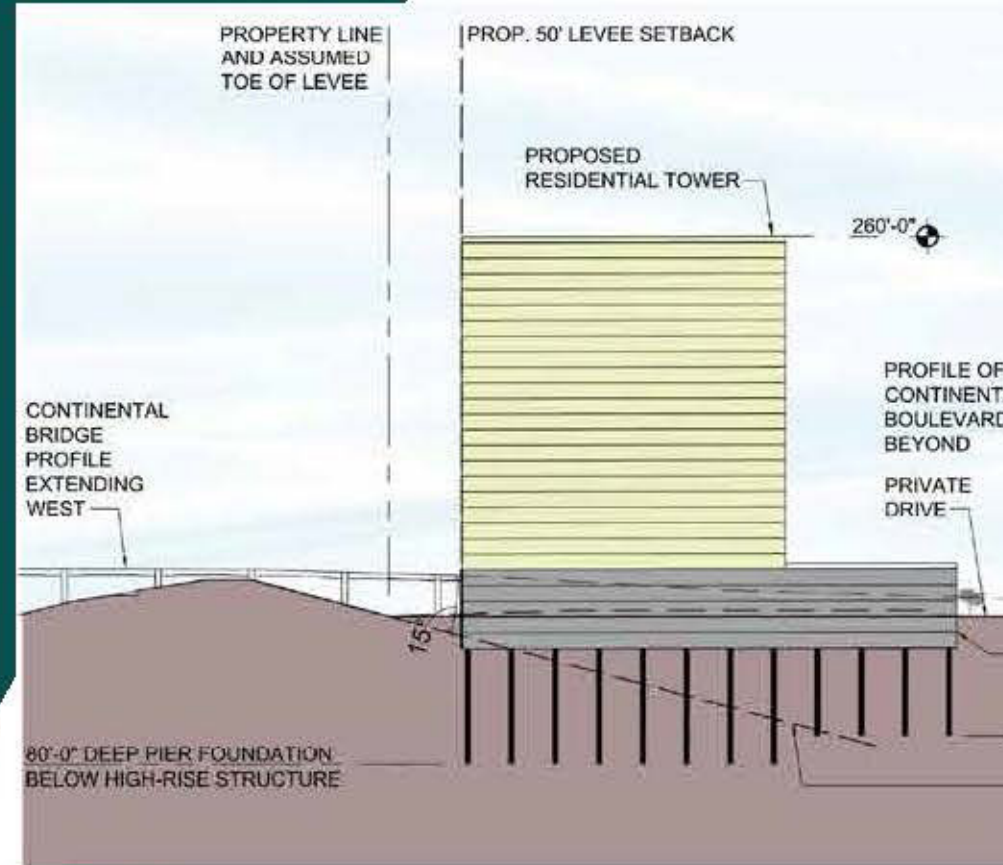 PROPERTY LINE
AND ASSUMED
TOE OF LEVEE
PROP. 50' LEVEE SETBACK
PROPOSED
RESIDENTIAL TOWER
260'-0"
CONTINENTAL
BRIDGE
PROFILE
EXTENDING
WEST
PROFILE OF
CONTINENT
BOULEVARD
BEYOND
PRIVATE
DRIVE
15°
80'-0" DEEP PIER FOUNDATION
BELOW HIGH-RISE STRUCTURE